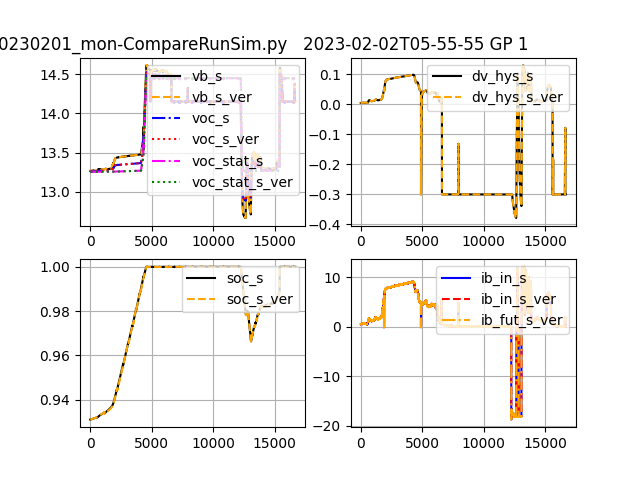 0230201_mon-CompareRunSim.py   2023-02-02T05-55-55 GP 1
14.5
14.0
13.5
13.0
0
5000
10000
15000
vb_s
vb_s_ver
voc_s
voc_s_ver
voc_stat_s
voc_stat_s_ver
0.1
0.0
−0.1
−0.2
−0.3
−0.4
0
5000
10000
15000
dv_hys_s
dv_hys_s_ver
1.00
0.98
0.96
0.94
0
5000
10000
15000
soc_s
soc_s_ver
10
0
−10
−20
0
5000
10000
15000
ib_in_s
ib_in_s_ver
ib_fut_s_ver